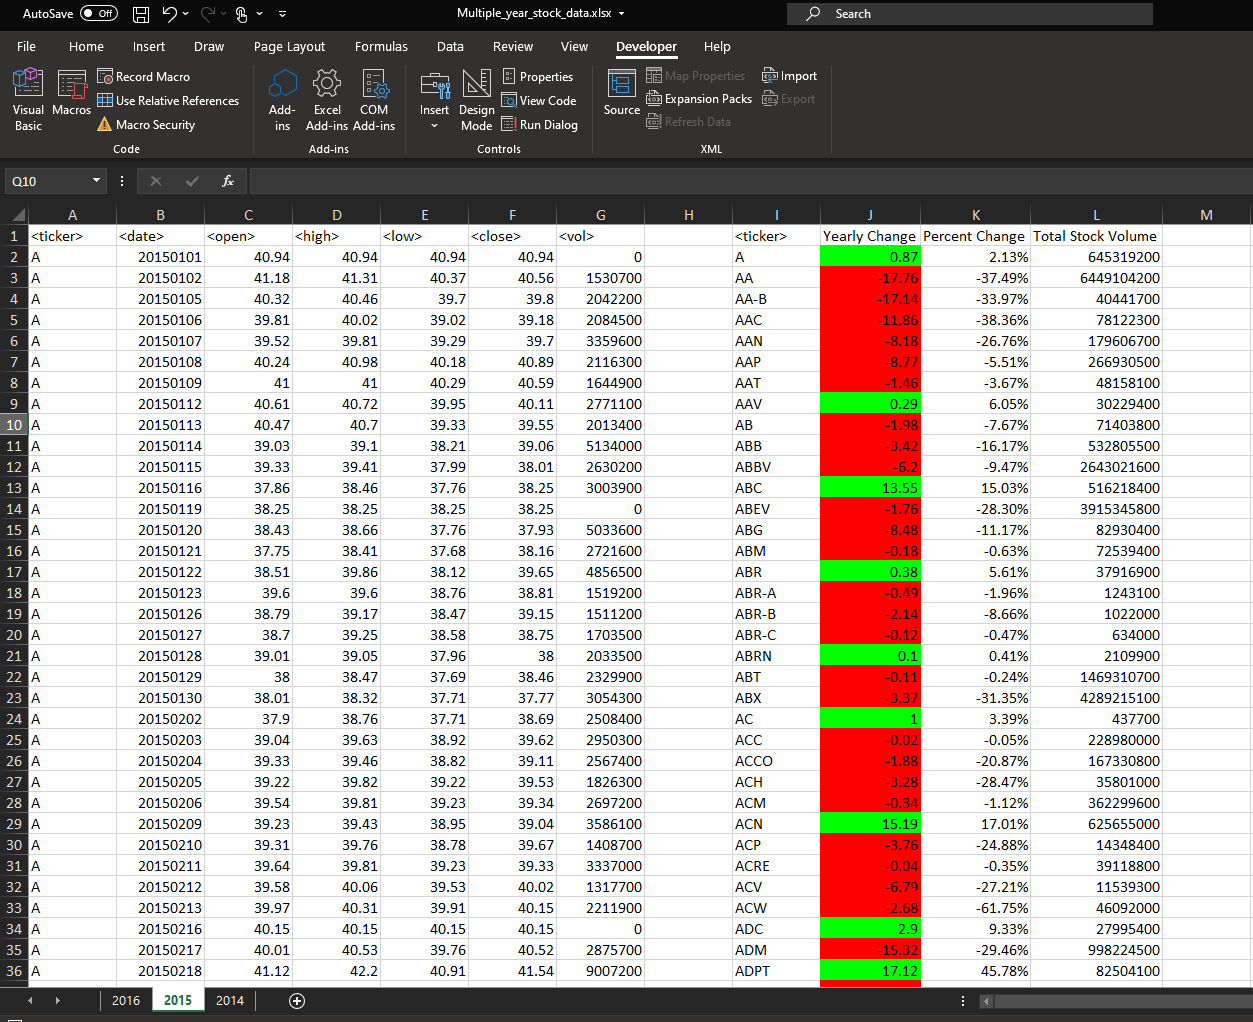 AutoSave Off Multiple_year_stock_data.xlsx Search
File Home Insert Draw Page Layout Formulas Data Review View Developer Help
Visual Basic
Macros
Record Macro
Use Relative References
Macro Security
Code
Add-ins
Excel Add-ins
COM Add-ins
Add-ins
Insert
Design Mode
Properties
View Code
Run Dialog
Controls
Source
Map Properties
Expansion Packs
Refresh Data
Import
Export
XML
Q10 fx
A B C D E F G H I J K L M
1 <ticker> <date> <open> <high> <low> <close> <vol> <ticker> Yearly Change Percent Change Total Stock Volume
2 A 20150101 40.94 40.94 40.94 40.94 0 A 0.87 2.13% 645319200
3 A 20150102 41.18 41.31 40.37 40.56 1530700 AA -17.76 -37.49% 6449104200
4 A 20150105 40.32 40.46 39.7 39.8 2042200 AA-B -17.14 -33.97% 40441700
5 A 20150106 39.81 40.02 39.02 39.18 2084500 AAC -11.86 -38.36% 78122300
6 A 20150107 39.52 39.81 39.29 39.7 3359600 AAN -8.18 -26.76% 179606700
7 A 20150108 40.24 40.98 40.18 40.89 2116300 AAP -8.77 -5.51% 266930500
8 A 20150109 41 41 40.29 40.59 1644900 AAT -1.46 -3.67% 48158100
9 A 20150112 40.61 40.72 39.95 40.11 2771100 AAV 0.29 6.05% 30229400
10 A 20150113 40.47 40.7 39.33 39.55 2013400 AB -1.98 -7.67% 71403800
11 A 20150114 39.03 39.1 38.21 39.06 5134000 ABB -3.42 -16.17% 532805500
12 A 20150115 39.33 39.41 37.99 38.01 2630200 ABBV -6.2 -9.47% 2643021600
13 A 20150116 37.86 38.46 37.76 38.25 3003900 ABC 13.55 15.03% 516218400
14 A 20150119 38.25 38.25 38.25 38.25 0 ABEV -1.76 -28.30% 3915345800
15 A 20150120 38.43 38.66 37.76 37.93 5033600 ABG -8.48 -11.17% 82930400
16 A 20150121 37.75 38.41 37.68 38.16 2721600 ABM -0.18 -0.63% 72539400
17 A 20150122 38.51 39.86 38.12 39.65 4856500 ABR 0.38 5.61% 37916900
18 A 20150123 39.6 39.6 38.76 38.81 1519200 ABR-A -0.49 -1.96% 1243100
19 A 20150126 38.79 39.17 38.47 39.15 1511200 ABR-B -2.14 -8.66% 1022000
20 A 20150127 38.7 39.25 38.58 38.75 1703500 ABR-C -0.12 -0.47% 634000
21 A 20150128 39.01 39.05 37.96 38 2033500 ABRN 0.1 0.41% 2109900
22 A 20150129 38 38.47 37.69 38.46 2329900 ABT -0.11 -0.24% 1469310700
23 A 20150130 38.01 38.32 37.71 37.77 3054300 ABX -3.37 -31.35% 4289215100
24 A 20150202 37.9 38.76 37.71 38.69 2508400 AC 1 3.39% 437700
25 A 20150203 39.04 39.63 38.92 39.62 2950300 ACC -0.02 -0.05% 228980000
26 A 20150204 39.33 39.46 38.82 39.11 2567400 ACCO -1.88 -20.87% 167330800
27 A 20150205 39.22 39.82 39.22 39.53 1826300 ACH -3.28 -28.47% 35801000
28 A 20150206 39.54 39.81 39.23 39.34 2697200 ACM -0.34 -1.12% 362299600
29 A 20150209 39.23 39.43 38.95 39.04 3586100 ACN 15.19 17.01% 625655000
30 A 20150210 39.31 39.76 38.78 39.67 1408700 ACP -3.76 -24.88% 14348400
31 A 20150211 39.64 39.81 39.23 39.33 3337000 ACRE -0.04 -0.35% 39118800
32 A 20150212 39.58 40.06 39.53 40.02 1317700 ACV -6.79 -27.21% 11539300
33 A 20150213 39.97 40.31 39.91 40.15 2211900 ACW -2.68 -61.75% 46092000
34 A 20150216 40.15 40.15 40.15 40.15 0 ADC 2.9 9.33% 27995400
35 A 20150217 40.01 40.53 39.76 40.52 2875700 ADM -15.32 -29.46% 998224500
36 A 20150218 41.12 42.2 40.91 41.54 9007200 ADPT 17.12 45.78% 82504100
2016 2015 2014